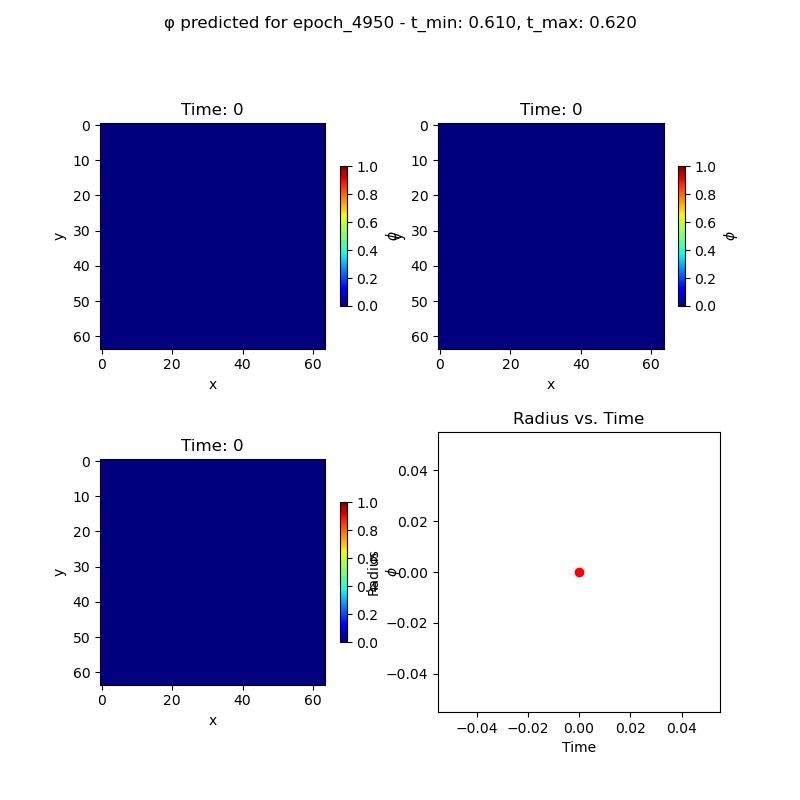 φ predicted for epoch_4950 - t_min: 0.610, t_max: 0.620
Time: 0
0
10
20
30
40
50
60
y
0 20 40 60
x
1.0
0.8
0.6
0.4
0.2
0.0
ϕ
Time: 0
0
10
20
30
40
50
60
y
0 20 40 60
x
1.0
0.8
0.6
0.4
0.2
0.0
ϕ
Time: 0
0
10
20
30
40
50
60
y
0 20 40 60
x
1.0
0.8
0.6
0.4
0.2
0.0
ϕ
Radius vs. Time
Radius
0.04
0.02
0.00
−0.02
−0.04
−0.04 −0.02 0.00 0.02 0.04
Time